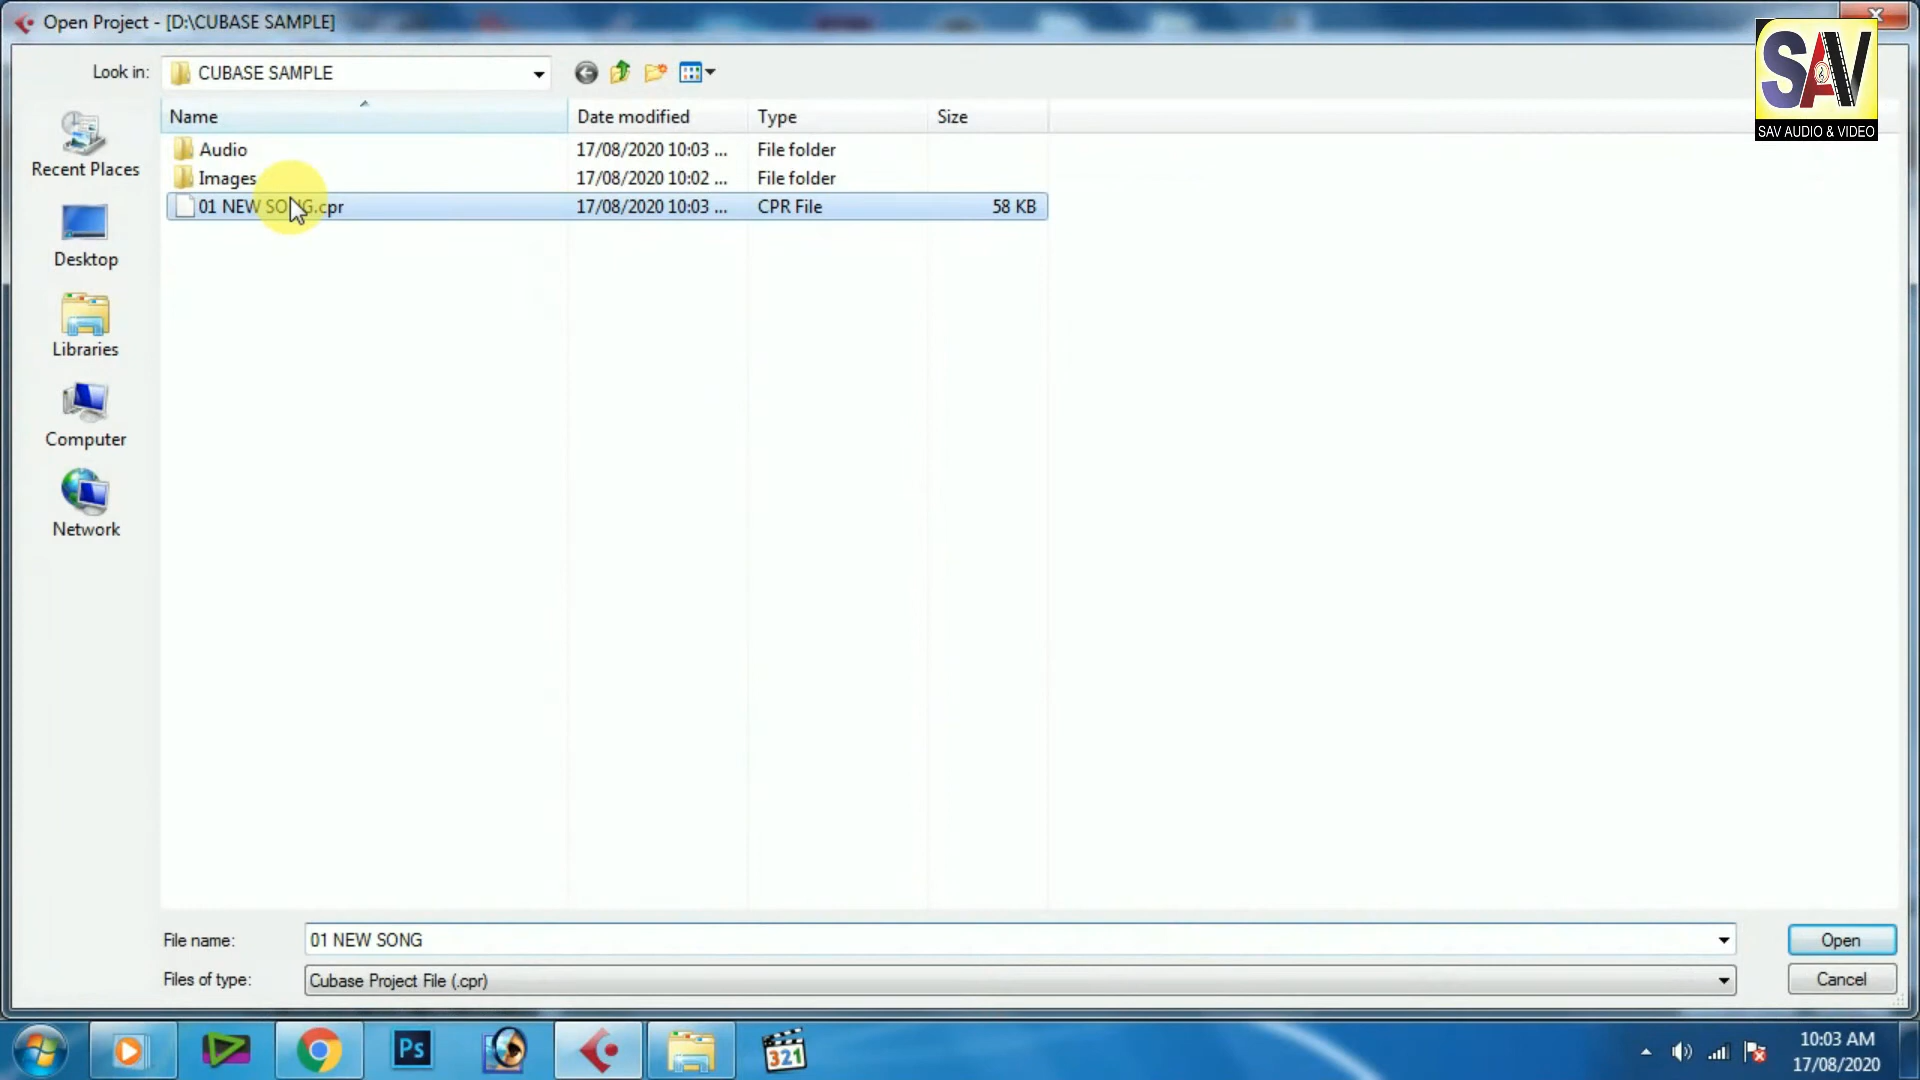 Open Project - [D:\CUBASE SAMPLE]
Look in: CUBASE SAMPLE
SAV
SAV AUDIO & VIDEO
Name Date modified Type Size
Audio 17/08/2020 10:03 ... File folder
Images 17/08/2020 10:02 ... File folder
01 NEW SONG.cpr 17/08/2020 10:03 ... CPR File 58 KB
Recent Places
Desktop
Libraries
Computer
Network
File name: 01 NEW SONG Open
Files of type: Cubase Project File (.cpr) Cancel
Ps
321
10:03 AM
17/08/2020